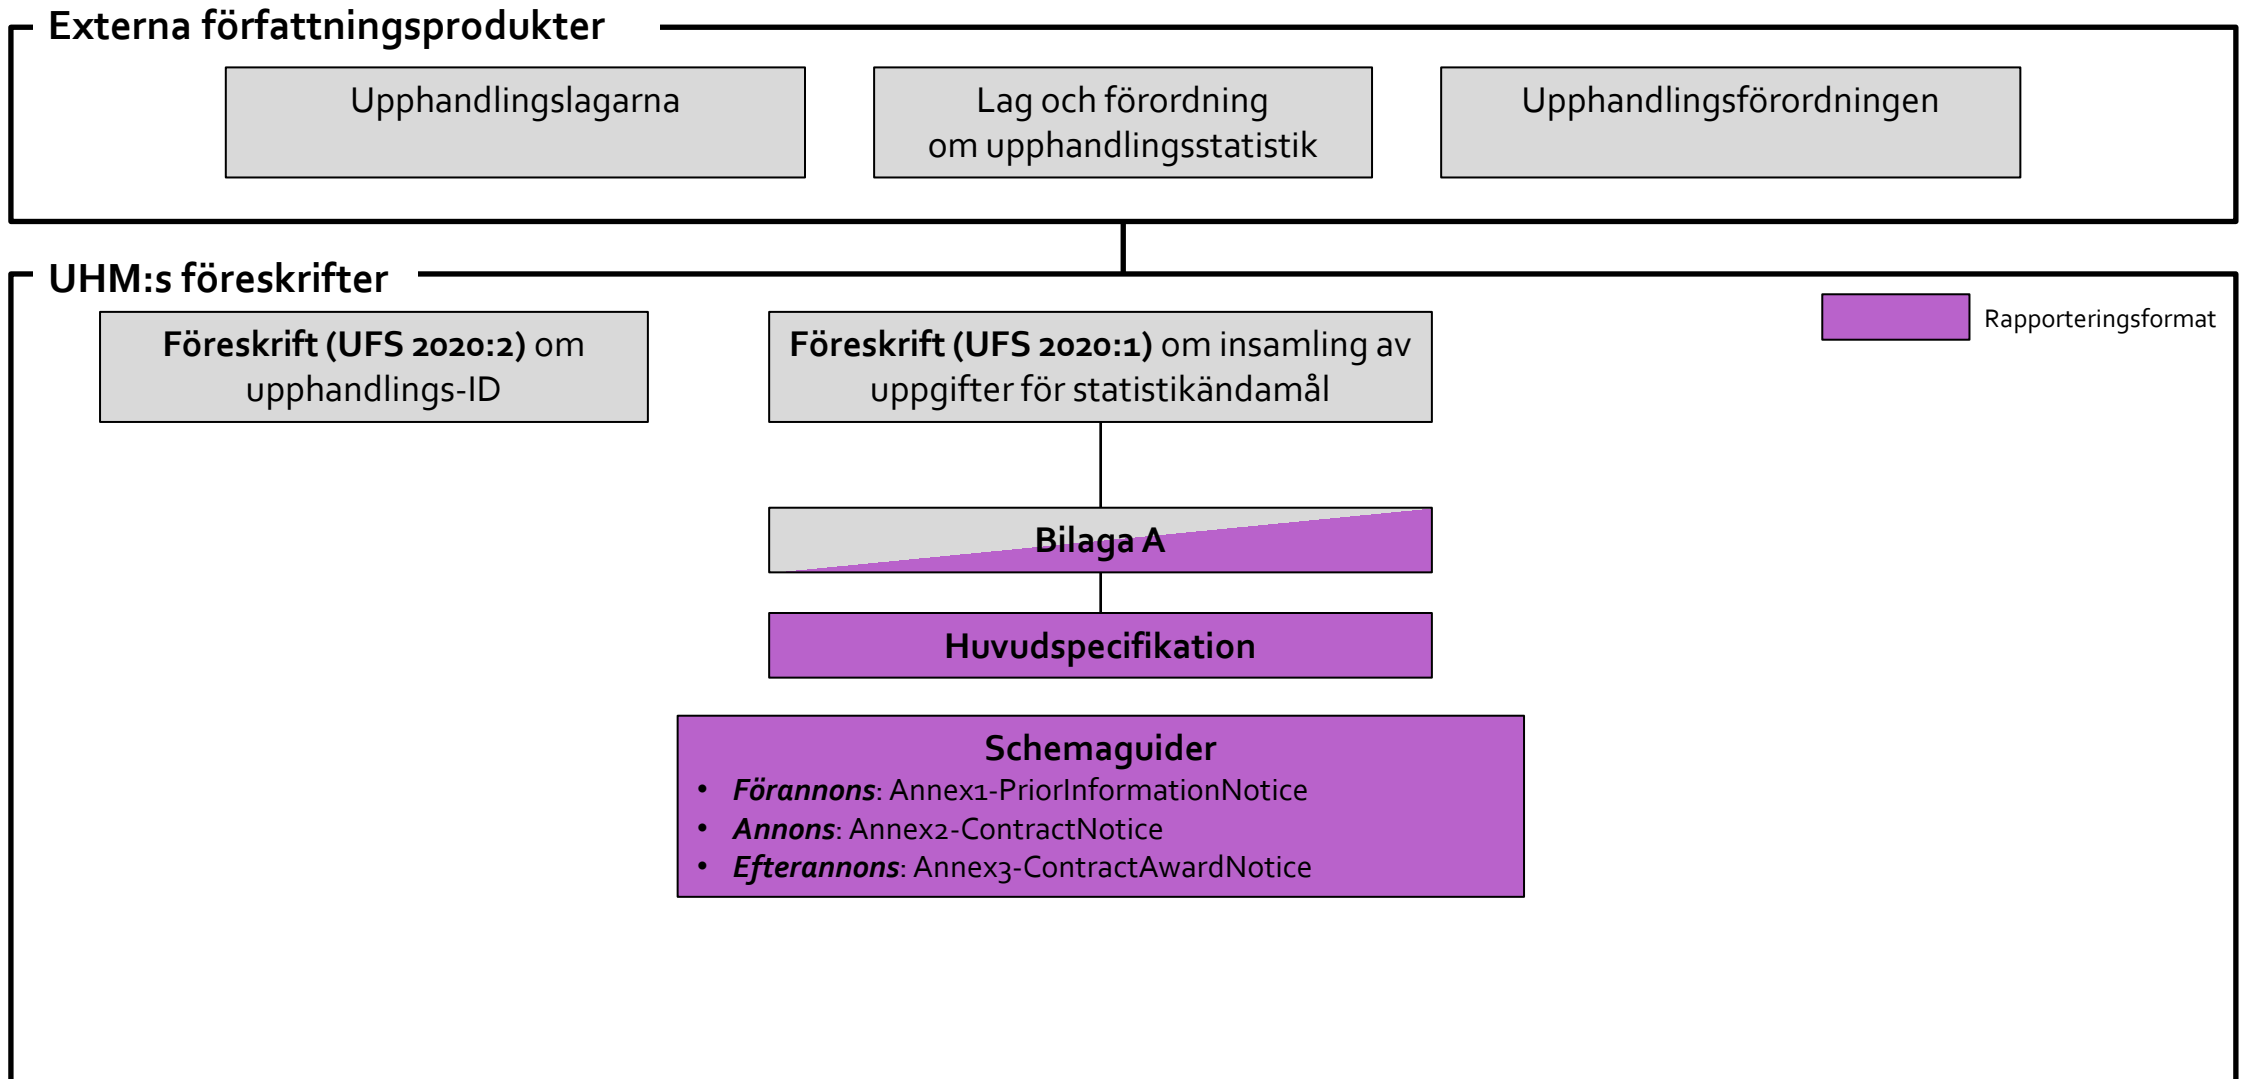 Externa författningsprodukter
Upphandlingslagarna
Lag och förordning
om upphandlingsstatistik
Upphandlingsförordningen
UHM:s föreskrifter
Föreskrift (UFS 2020:2) om
upphandlings-ID
Föreskrift (UFS 2020:1) om insamling av
uppgifter för statistikändamål
Rapporteringsformat
Bilaga A
Huvudspecifikation
Schemaguider
• Förannons: Annex1-PriorInformationNotice
• Annons: Annex2-ContractNotice
• Efterannons: Annex3-ContractAwardNotice